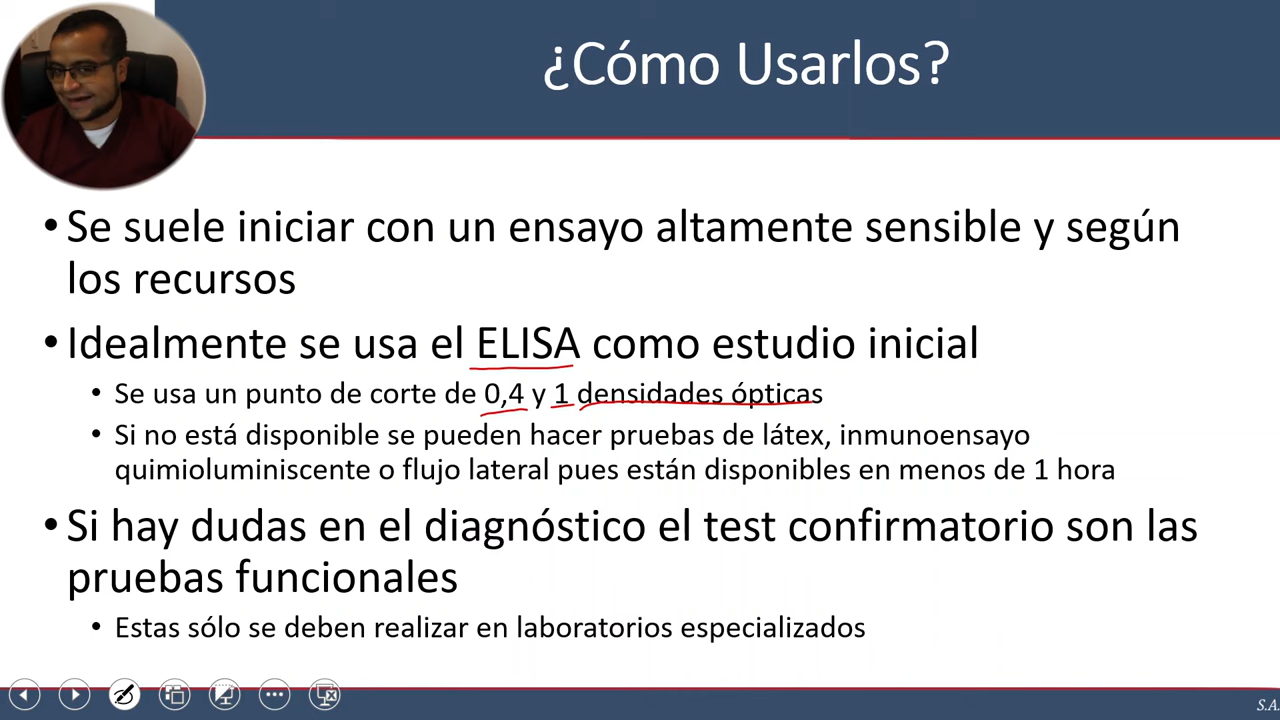 ¿Cómo Usarlos?
• Se suele iniciar con un ensayo altamente sensible y según
los recursos
• Idealmente se usa el ELISA como estudio inicial
• Se usa un punto de corte de 0,4 y 1 densidades ópticas
• Si no está disponible se pueden hacer pruebas de látex, inmunoensayo
quimioluminiscente o flujo lateral pues están disponibles en menos de 1 hora
• Si hay dudas en el diagnóstico el test confirmatorio son las
pruebas funcionales
• Estas sólo se deben realizar en laboratorios especializados
S.A.